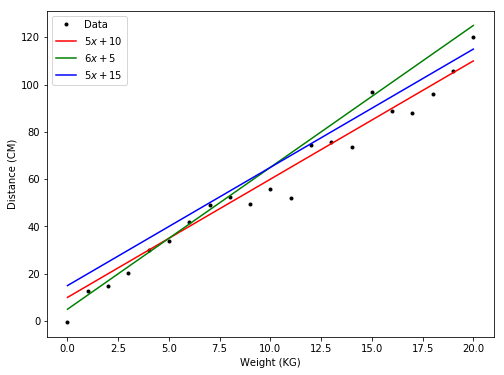 Data
5x + 10
6x + 5
5x + 15
120
100
80
60
40
20
0
Distance (CM)
0.0 2.5 5.0 7.5 10.0 12.5 15.0 17.5 20.0
Weight (KG)